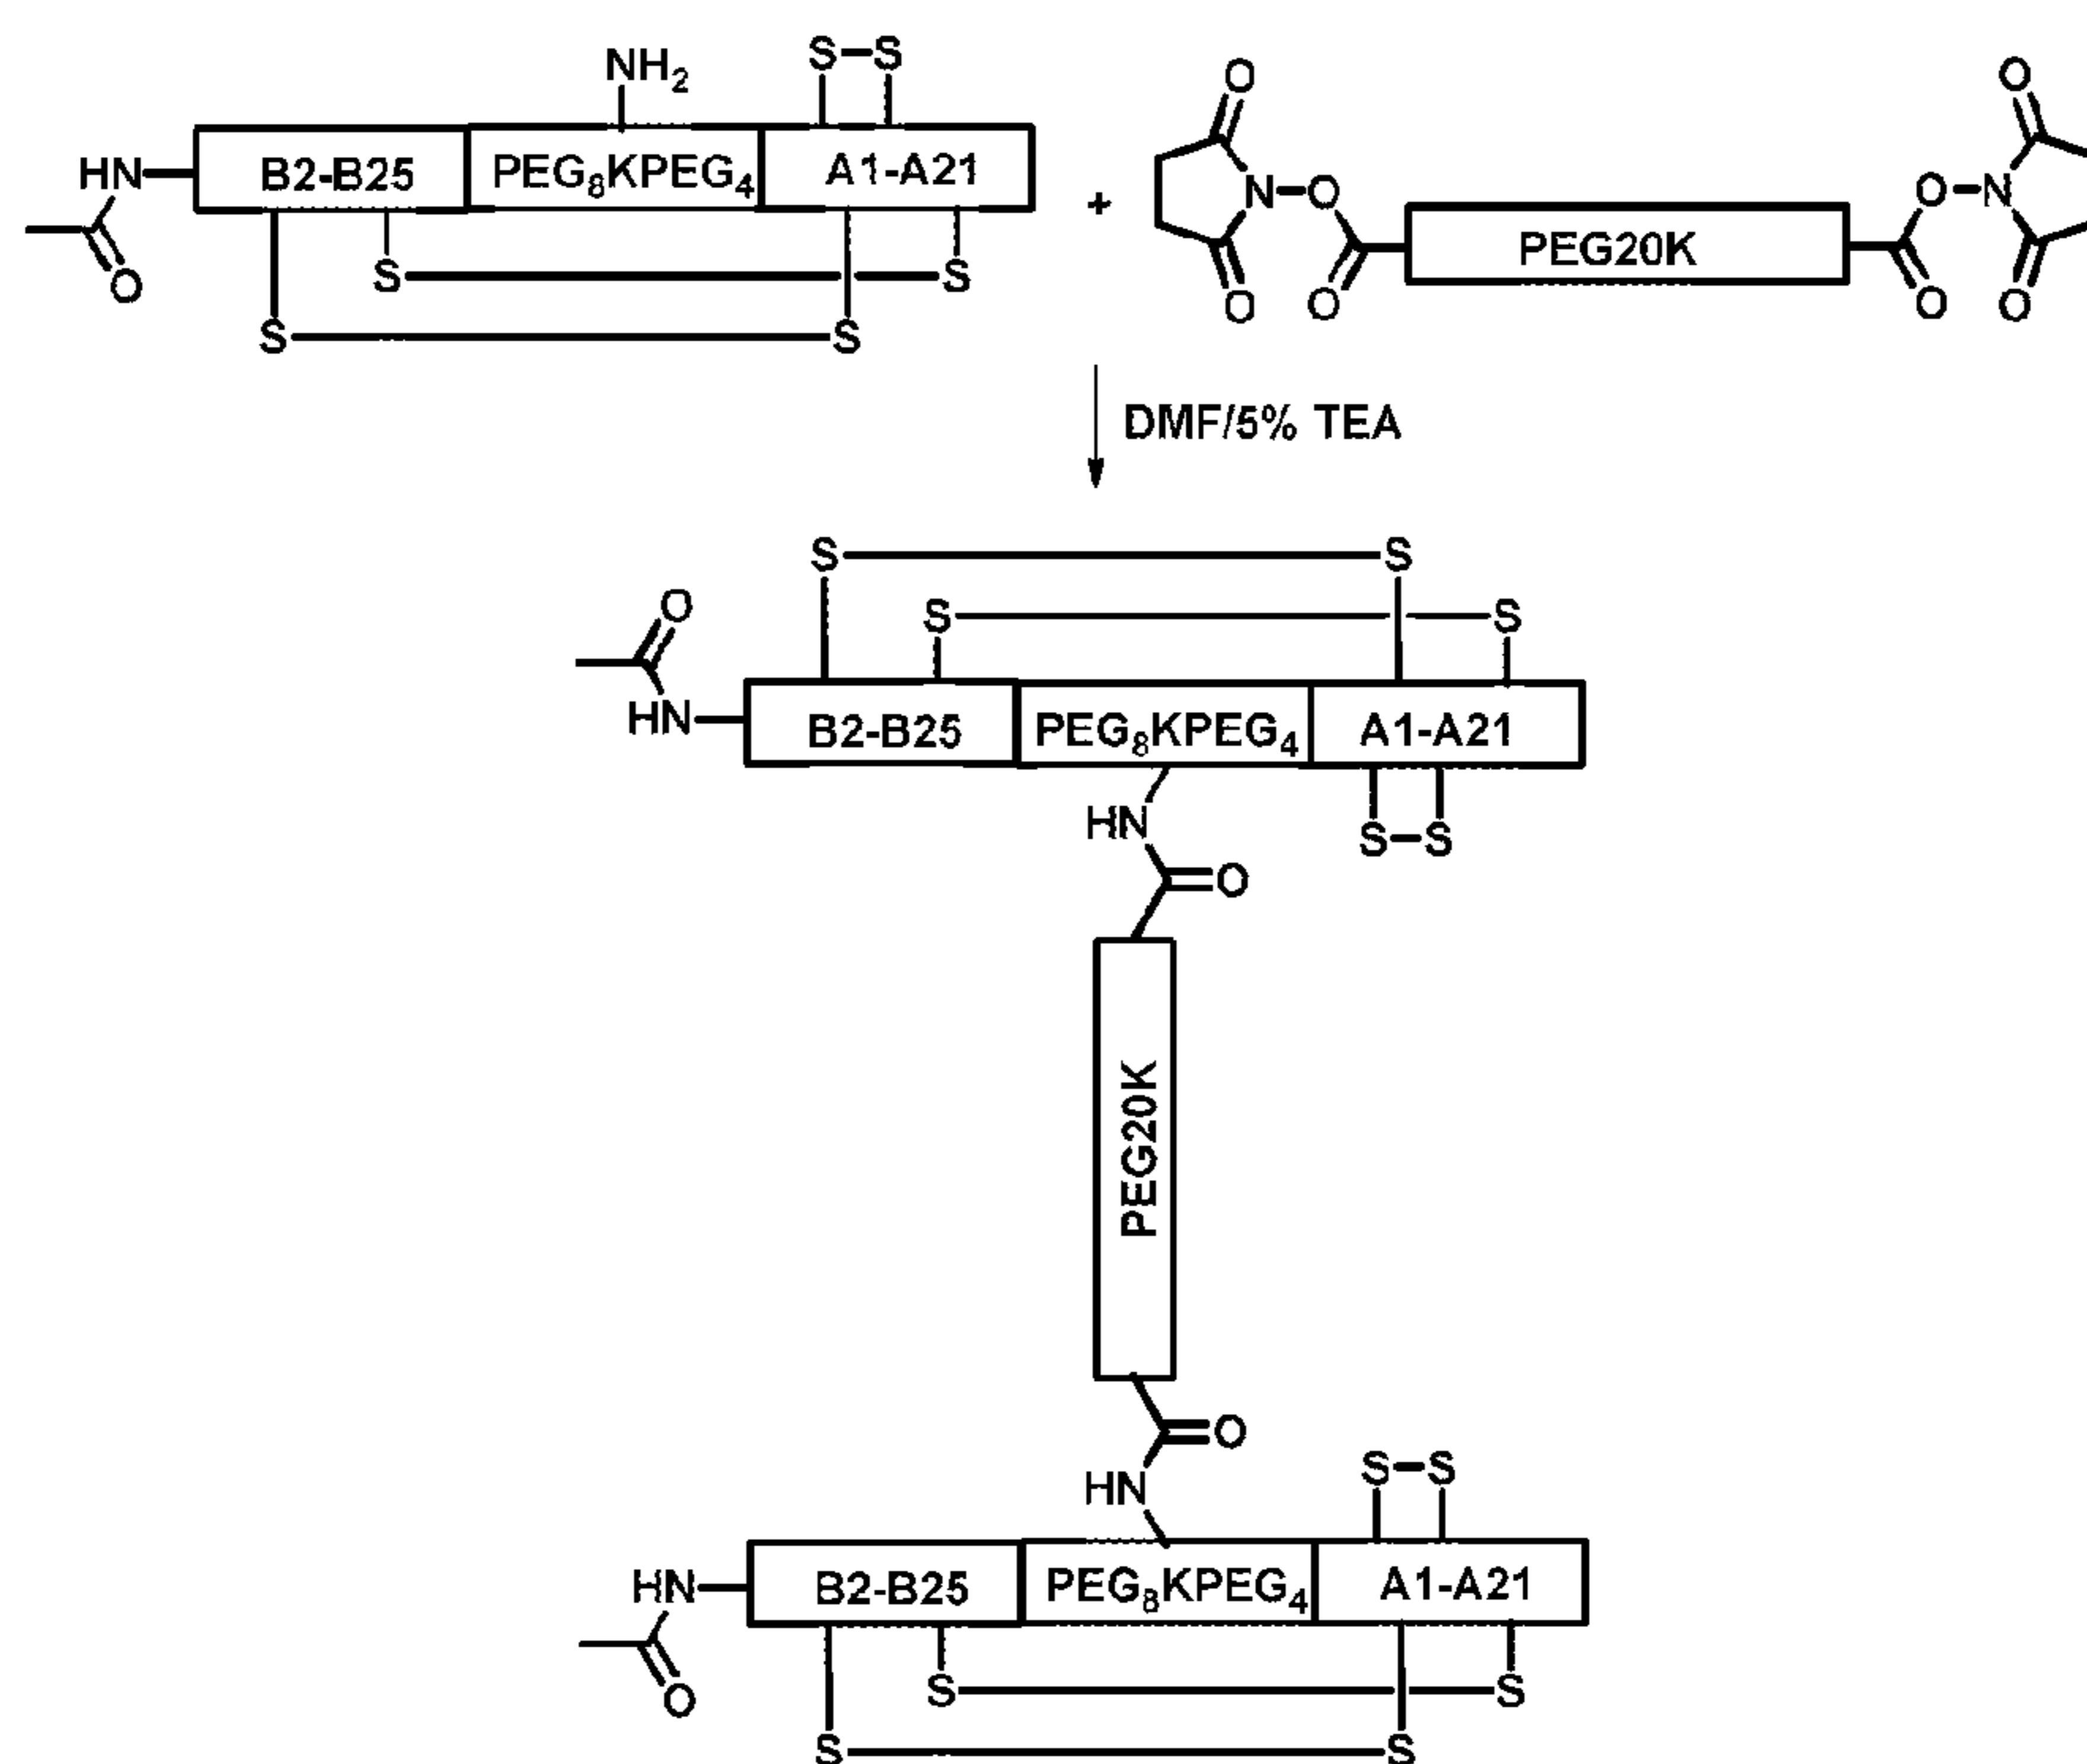 NH₂ S-S O O
HN B2-B25 PEG₈KPEG₄ A1-A21 + N-O PEG20K O-N
O S S O O O O
S S
DMF/5% TEA
S S
O S S
HN B2-B25 PEG₈KPEG₄ A1-A21
HN S-S
O
PEG20K
O
HN S-S
HN B2-B25 PEG₈KPEG₄ A1-A21
O S S
S S